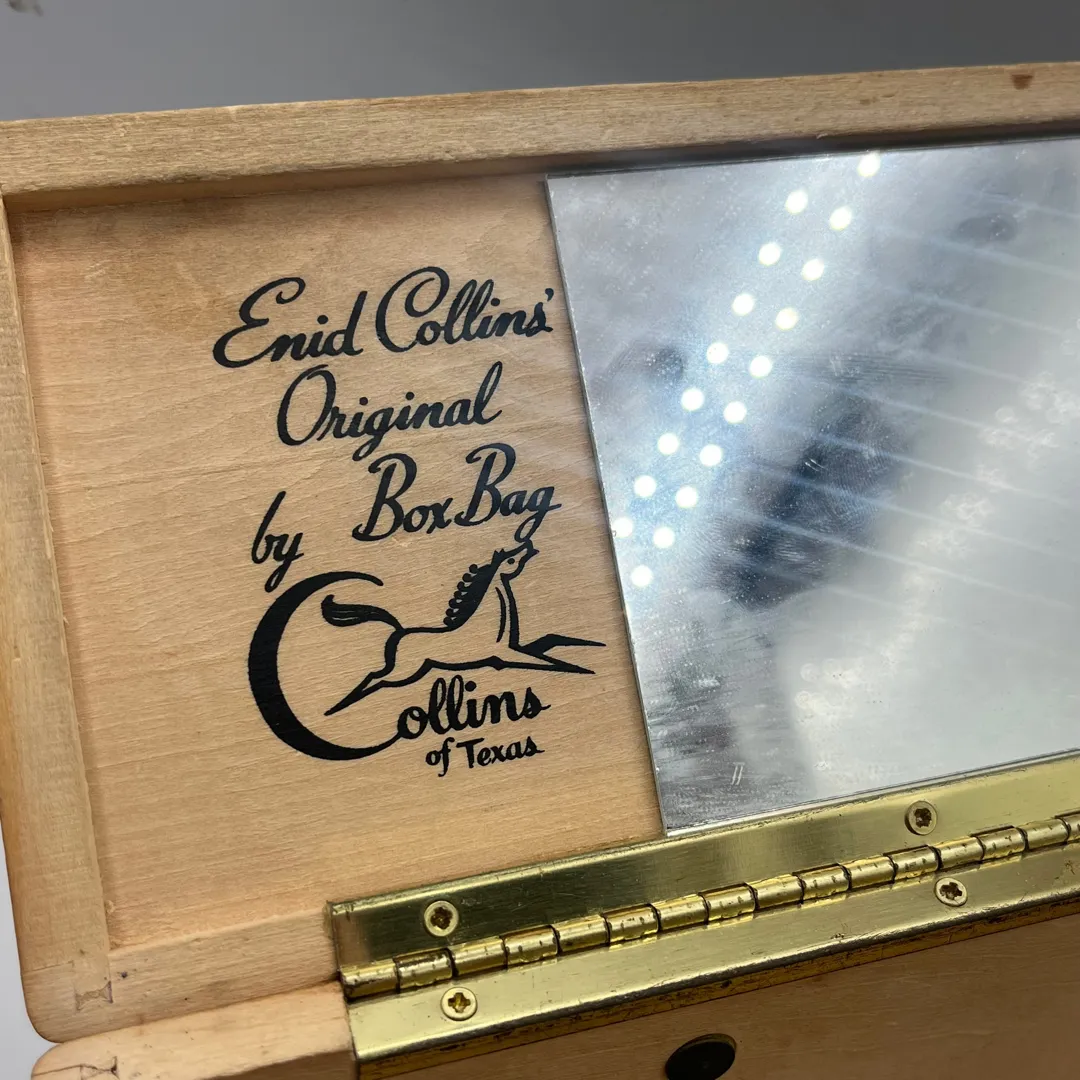 Enid Collins'
Original
Box Bag
by
Collins
of Texas